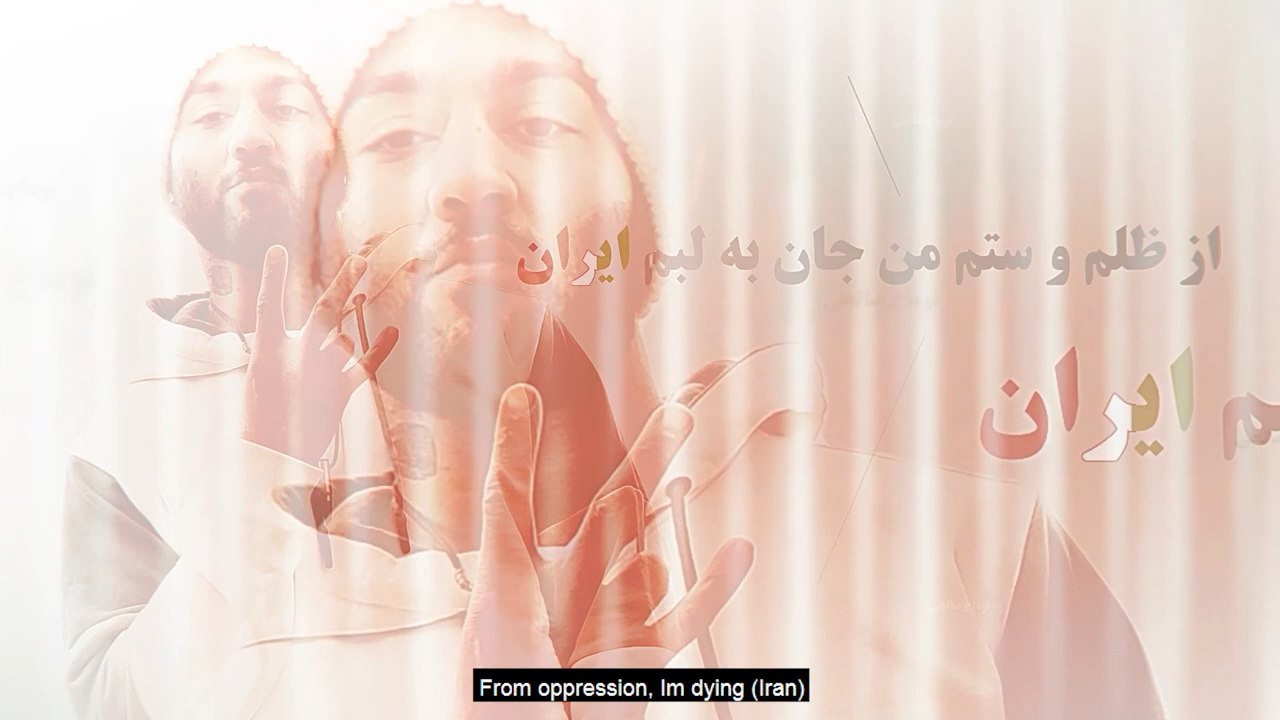 از ظلم و ستم من جان به لبم ایران
م ایران
From oppression, Im dying (Iran)